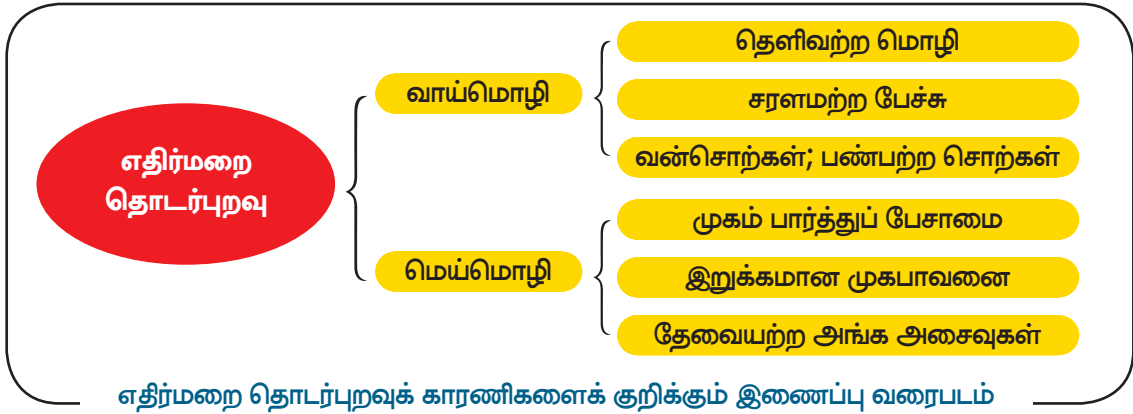 எதிர்மறை
தொடர்புறவு
வாய்மொழி
தெளிவற்ற மொழி
சரளமற்ற பேச்சு
வன்சொற்கள்; பண்பற்ற சொற்கள்
மெய்மொழி
முகம் பார்த்துப் பேசாமை
இறுக்கமான முகபாவனை
தேவையற்ற அங்க அசைவுகள்
எதிர்மறை தொடர்புறவுக் காரணிகளைக் குறிக்கும் இணைப்பு வரைபடம்